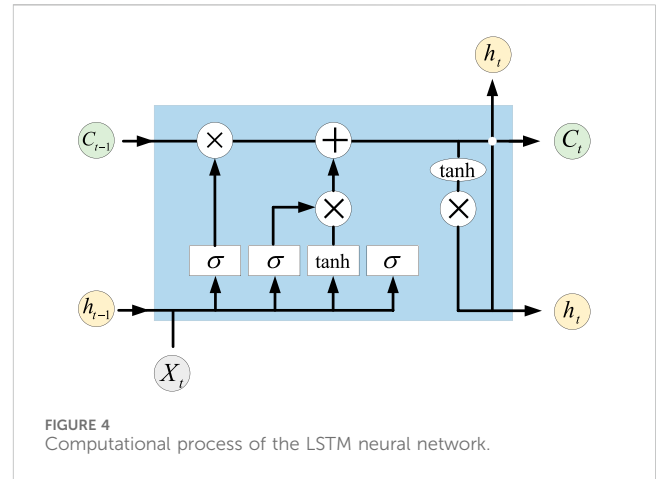 h_t
C_{t-1}
×
+
C_t
tanh
×
×
σ
σ
tanh
σ
h_{t-1}
h_t
X_t
FIGURE 4
Computational process of the LSTM neural network.